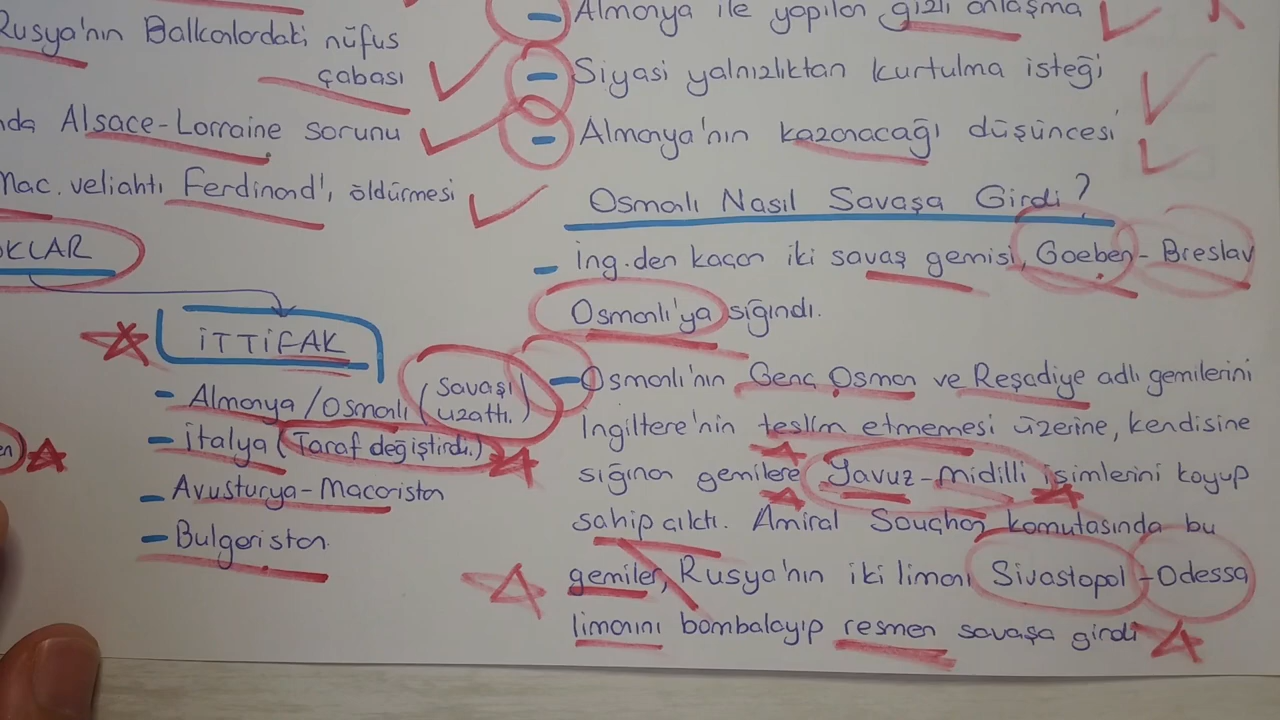 Rusya'nın Balkanlardaki nüfus
çabası
Alsace-Lorraine sorunu
Mac. veliahtı Ferdinand'ı öldürmesi
İTTİFAK
- Almanya / Osmanlı (Savaşı uzattı.)
- İtalya (Taraf değiştirdi.)
- Avusturya-Macaristan
- Bulgaristan
- Almanya ile yapılan gizli anlaşma
- Siyasi yalnızlıktan kurtulma isteği
- Almanya'nın kazanacağı düşüncesi
Osmanlı Nasıl Savaşa Girdi?
- İng.den kaçan iki savaş gemisi, Goeben-Breslav
Osmanlı'ya sığındı.
- Osmanlı'nın Genç Osman ve Reşadiye adlı gemilerini
İngiltere'nin teslim etmemesi üzerine, kendisine
sığınan gemilere Yavuz-Midilli isimlerini koyup
sahip çıktı. Amiral Souchon komutasında bu
gemiler, Rusya'nın iki limanı Sivastopol-Odessa
limanını bombalayıp resmen savaşa girdi